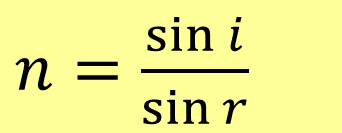 n = sin i / sin r